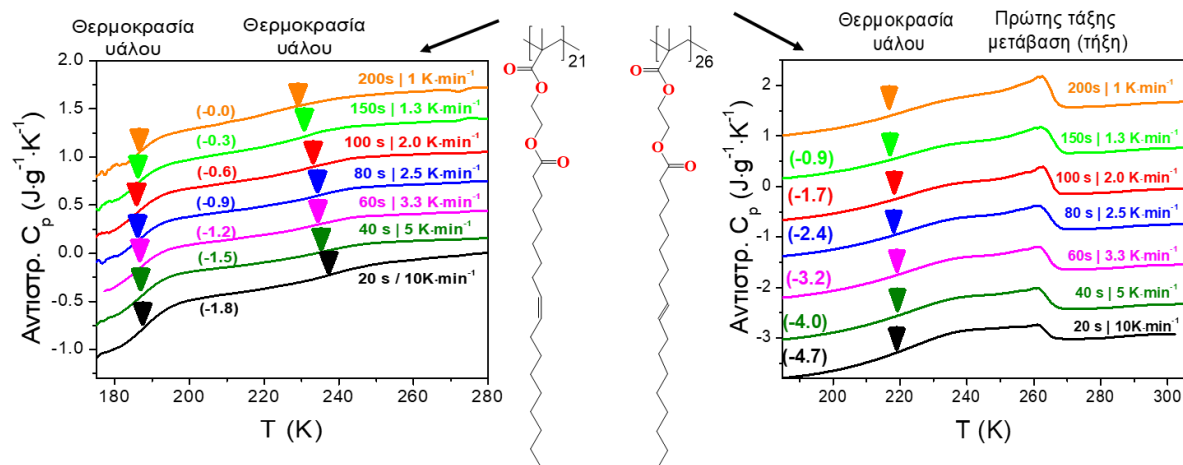 Θερμοκρασία
υάλου
Θερμοκρασία
υάλου
2.0
1.5
1.0
0.5
0.0
-0.5
-1.0
Αντιστρ. Cp (J·g-1·K-1)
200s | 1 K·min-1
(-0.0)
150s | 1.3 K·min-1
(-0.3)
100 s | 2.0 K·min-1
(-0.6)
80 s | 2.5 K·min-1
(-0.9)
60s | 3.3 K·min-1
(-1.2)
40 s | 5 K·min-1
(-1.5)
20 s / 10K·min-1
(-1.8)
180 200 220 240 260 280
T (K)
21
O
O
O
O
26
O
O
O
O
Θερμοκρασία
υάλου
Πρώτης τάξης
μετάβαση (τήξη)
2
1
0
-1
-2
-3
Αντιστρ. Cp (J·g-1·K-1)
200s | 1 K·min-1
150s | 1.3 K·min-1
(-0.9)
100 s | 2.0 K·min-1
(-1.7)
80 s | 2.5 K·min-1
(-2.4)
60s | 3.3 K·min-1
(-3.2)
40 s | 5 K·min-1
(-4.0)
20 s | 10K·min-1
(-4.7)
200 220 240 260 280 300
T (K)